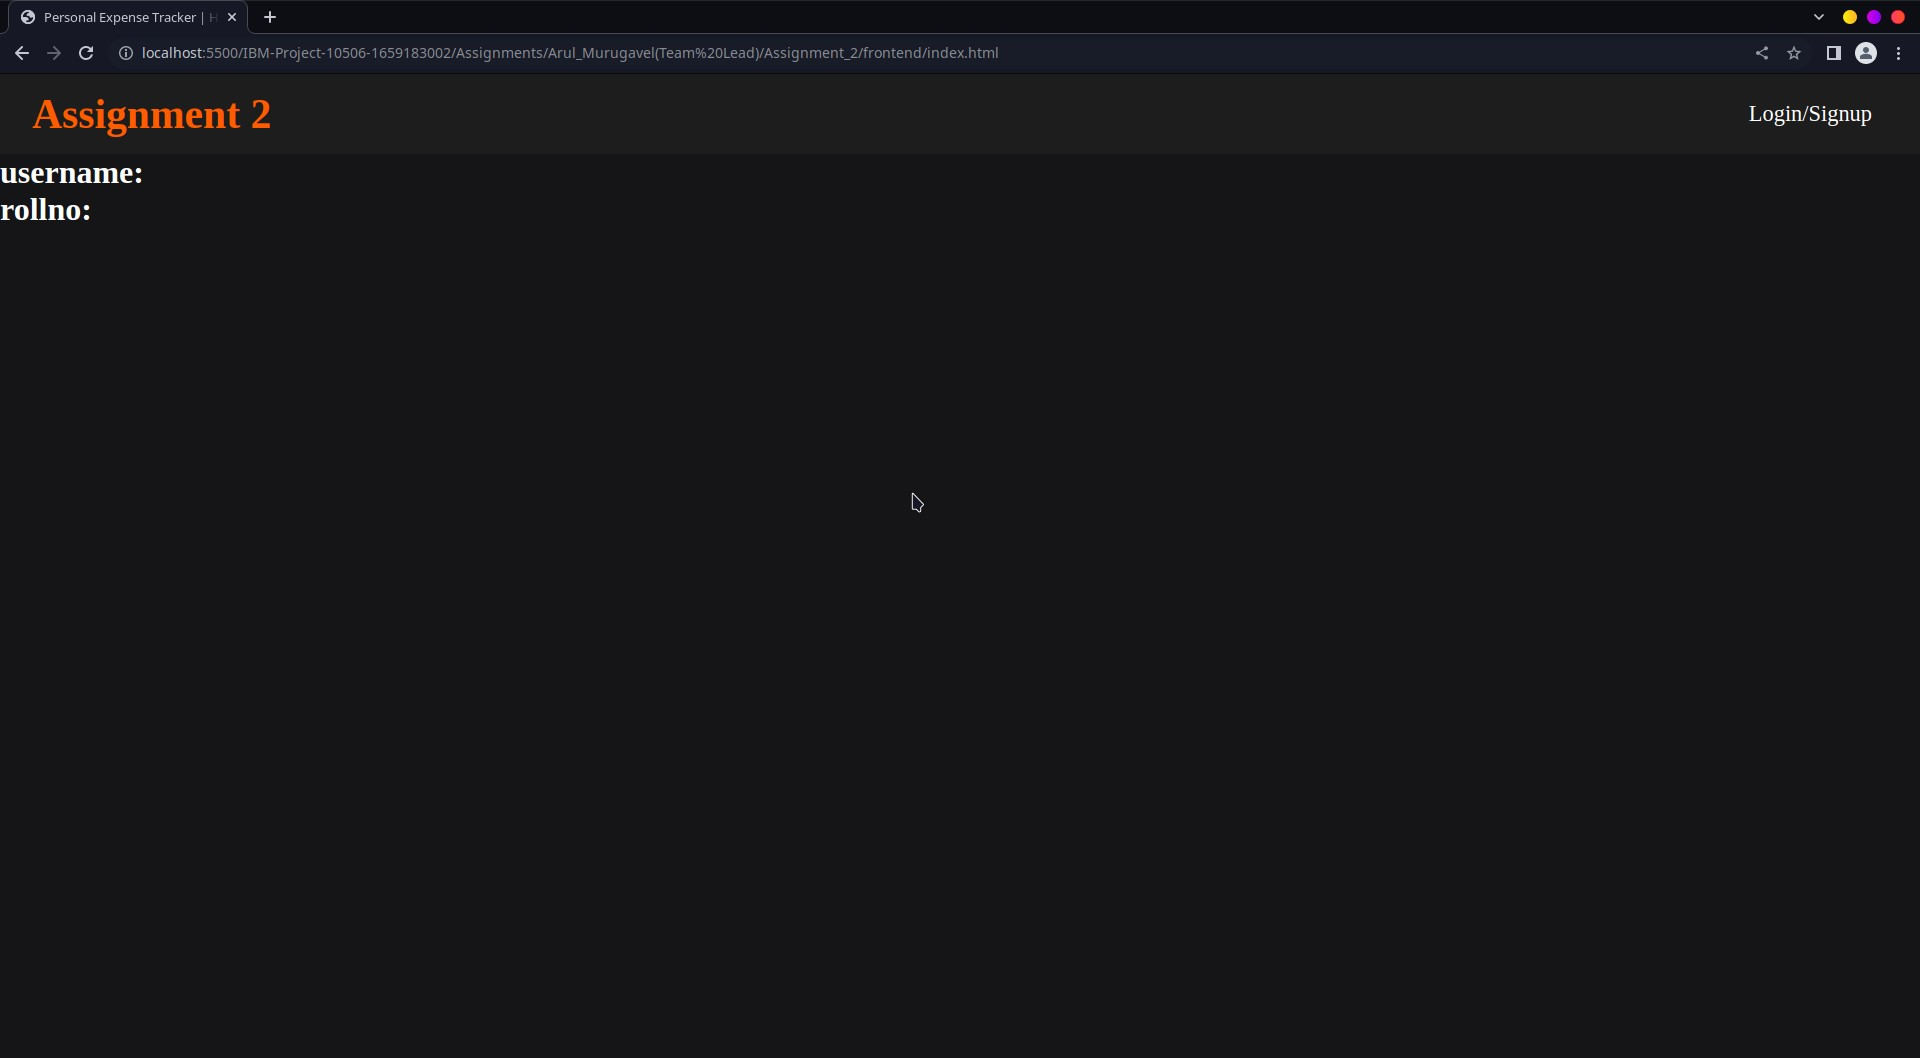 Personal Expense Tracker | H
localhost:5500/IBM-Project-10506-1659183002/Assignments/Arul_Murugavel(Team%20Lead)/Assignment_2/frontend/index.html
Assignment 2
Login/Signup
username:
rollno: